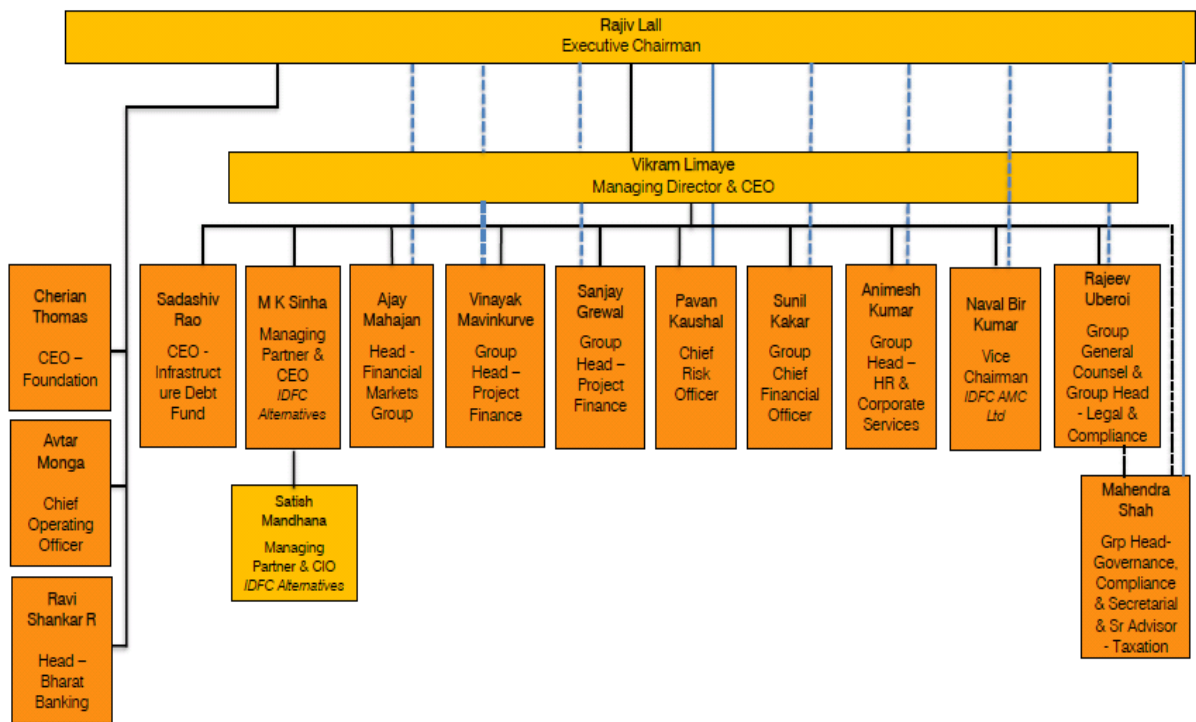 Rajiv Lall
Executive Chairman
Vikram Limaye
Managing Director & CEO
Cherian
Thomas
CEO –
Foundation
Avtar
Monga
Chief
Operating
Officer
Ravi
Shankar R
Head –
Bharat
Banking
Sadashiv
Rao
CEO -
Infrastruct
ure Debt
Fund
M K Sinha
Managing
Partner &
CEO
IDFC
Alternatives
Satish
Mandhana
Managing
Partner & CIO
IDFC Alternatives
Ajay
Mahajan
Head -
Financial
Markets
Group
Vinayak
Mavinkurve
Group
Head –
Project
Finance
Sanjay
Grewal
Group
Head –
Project
Finance
Pavan
Kaushal
Chief
Risk
Officer
Sunil
Kakar
Group
Chief
Financial
Officer
Animesh
Kumar
Group
Head –
HR &
Corporate
Services
Naval Bir
Kumar
Vice
Chairman
IDFC AMC
Ltd
Rajeev
Uberoi
Group
General
Counsel &
Group Head
- Legal &
Compliance
Mahendra
Shah
Grp Head-
Governance,
Compliance
& Secretarial
& Sr Advisor
- Taxation